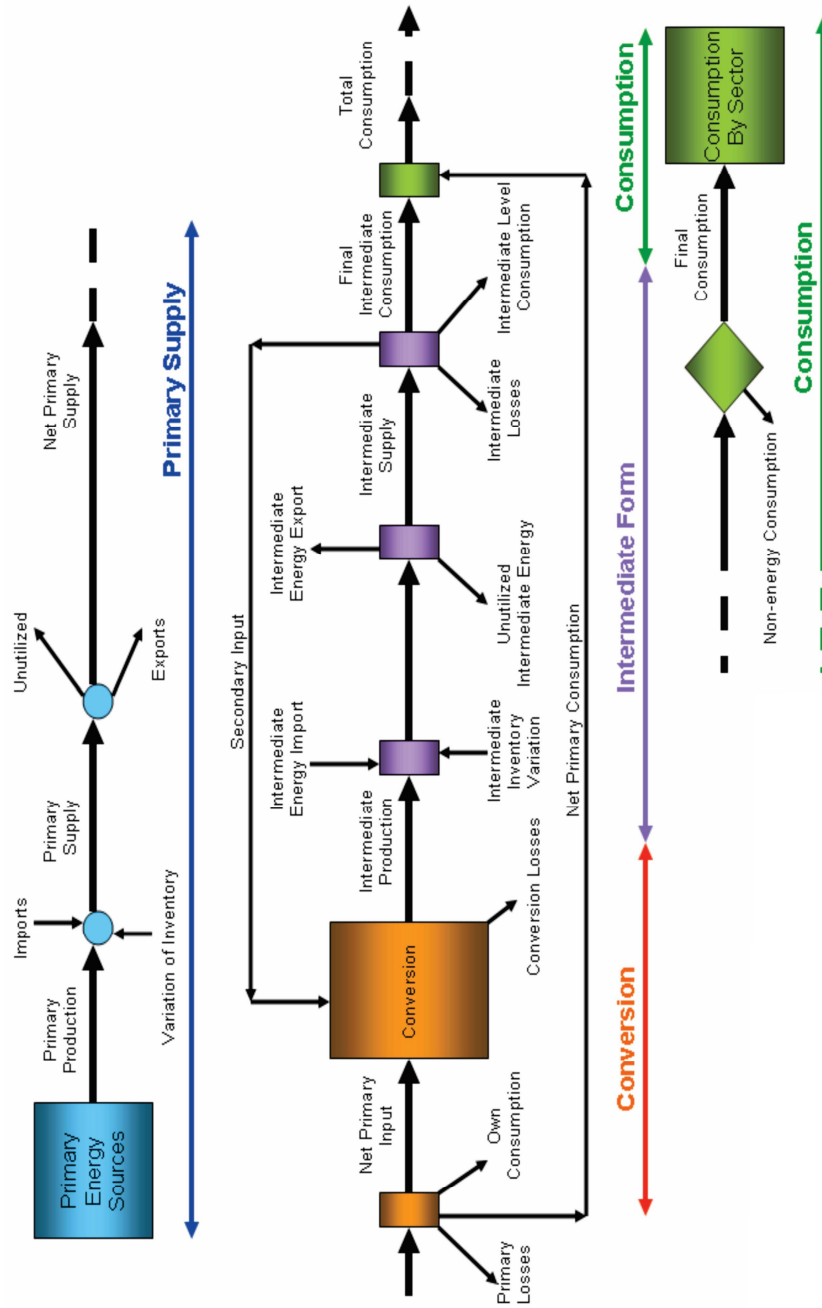 Primary
Energy
Sources
Primary
Production
Imports
Variation of Inventory
Primary
Supply
Unutilized
Exports
Net Primary
Supply
Primary Supply
Primary
Losses
Own
Consumption
Net Primary
Input
Conversion
Conversion Losses
Secondary Input
Intermediate
Production
Intermediate
Energy Import
Intermediate
Inventory
Variation
Intermediate
Energy Export
Unutilized
Intermediate Energy
Intermediate
Supply
Intermediate
Losses
Intermediate Level
Consumption
Final
Intermediate
Consumption
Total
Consumption
Net Primary Consumption
Conversion
Intermediate Form
Consumption
Non-energy Consumption
Final
Consumption
Consumption
By Sector
Consumption